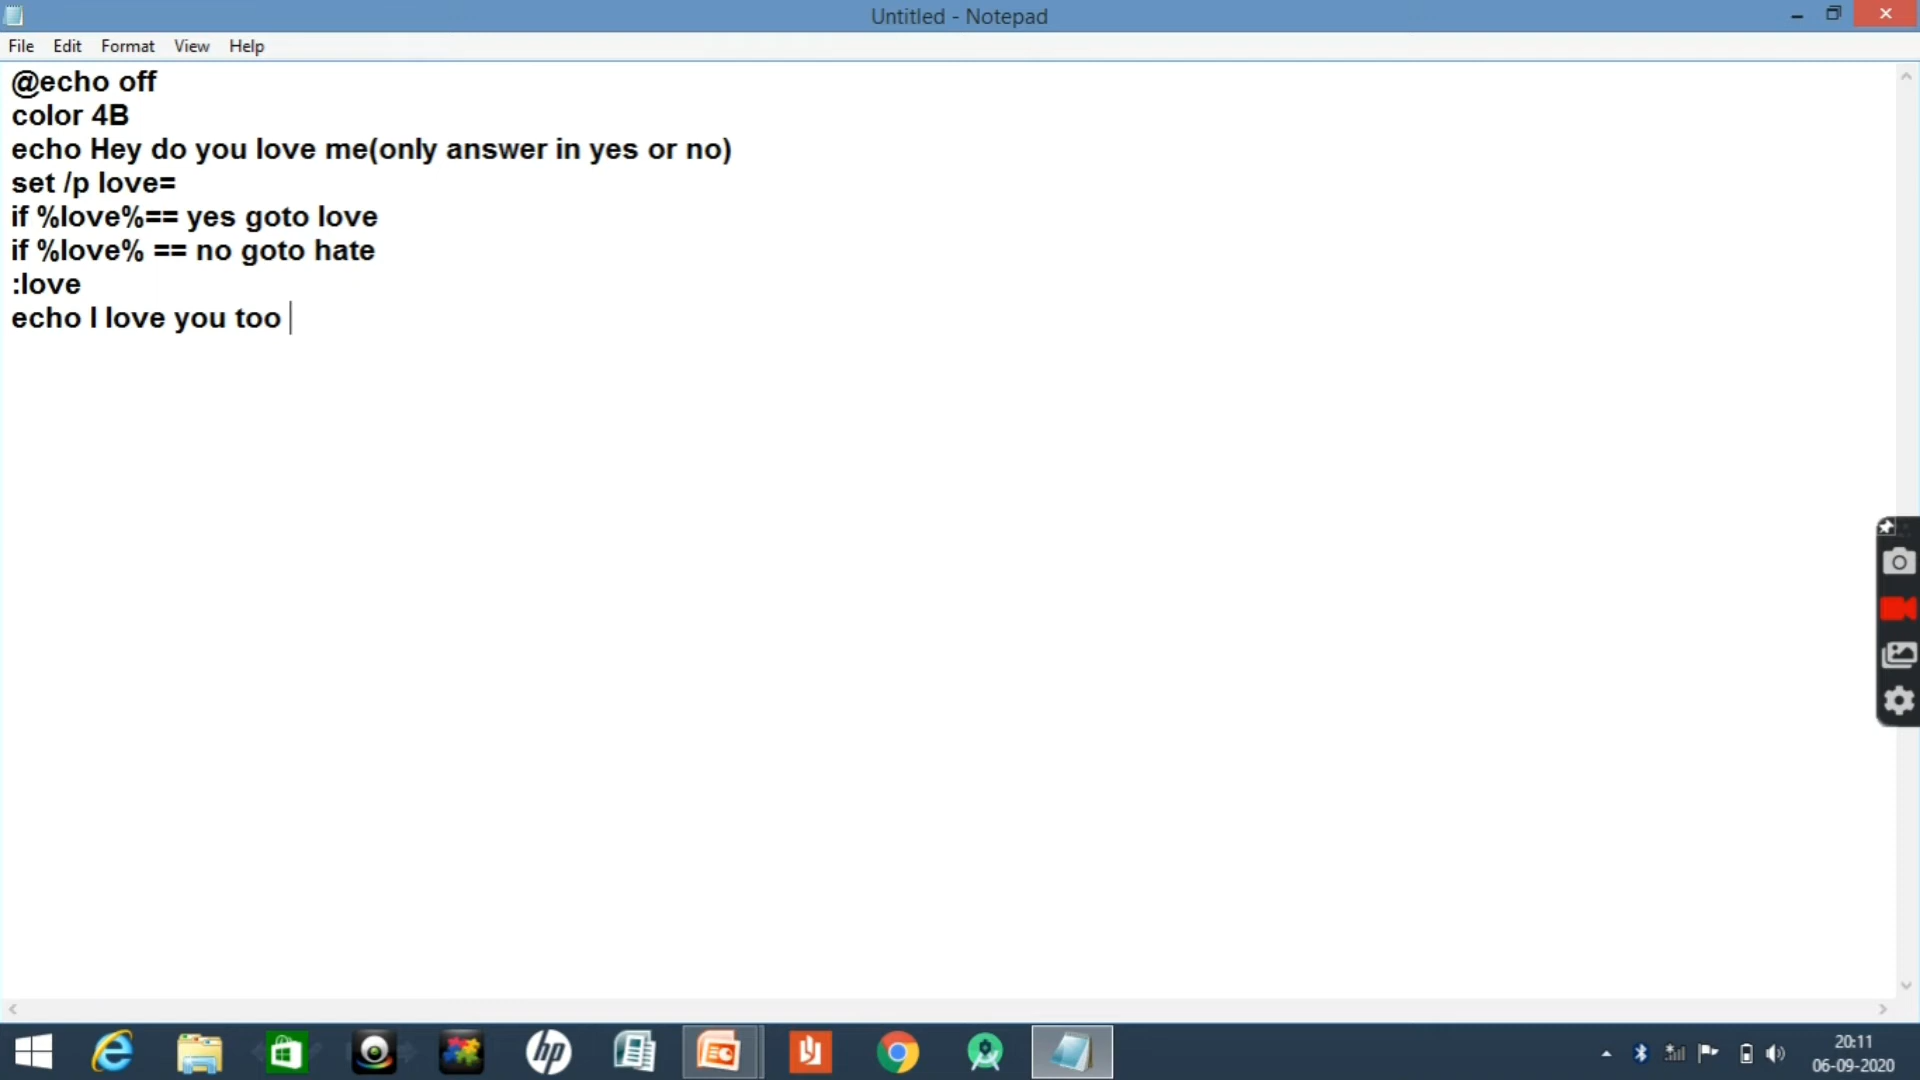 Untitled - Notepad
File Edit Format View Help
@echo off
color 4B
echo Hey do you love me(only answer in yes or no)
set /p love=
if %love%== yes goto love
if %love% == no goto hate
:love
echo I love you too
hp
20:11
06-09-2020